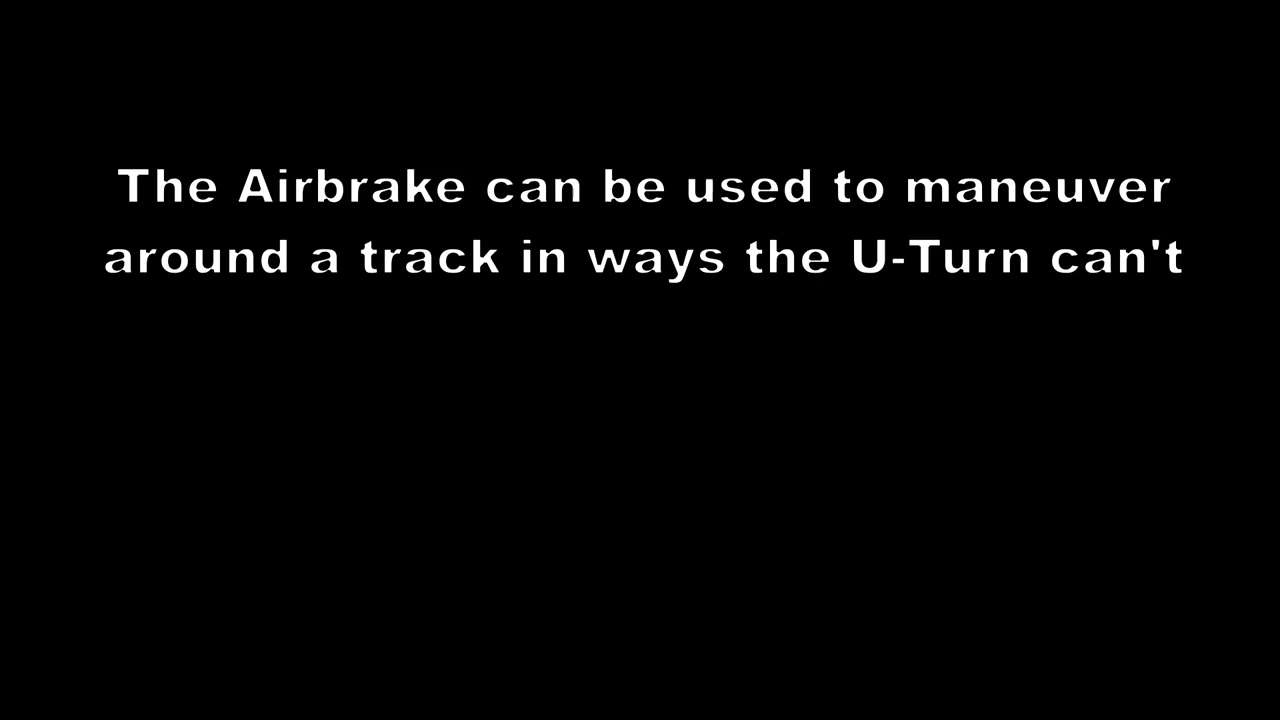 The Airbrake can be used to maneuver
around a track in ways the U-Turn can't